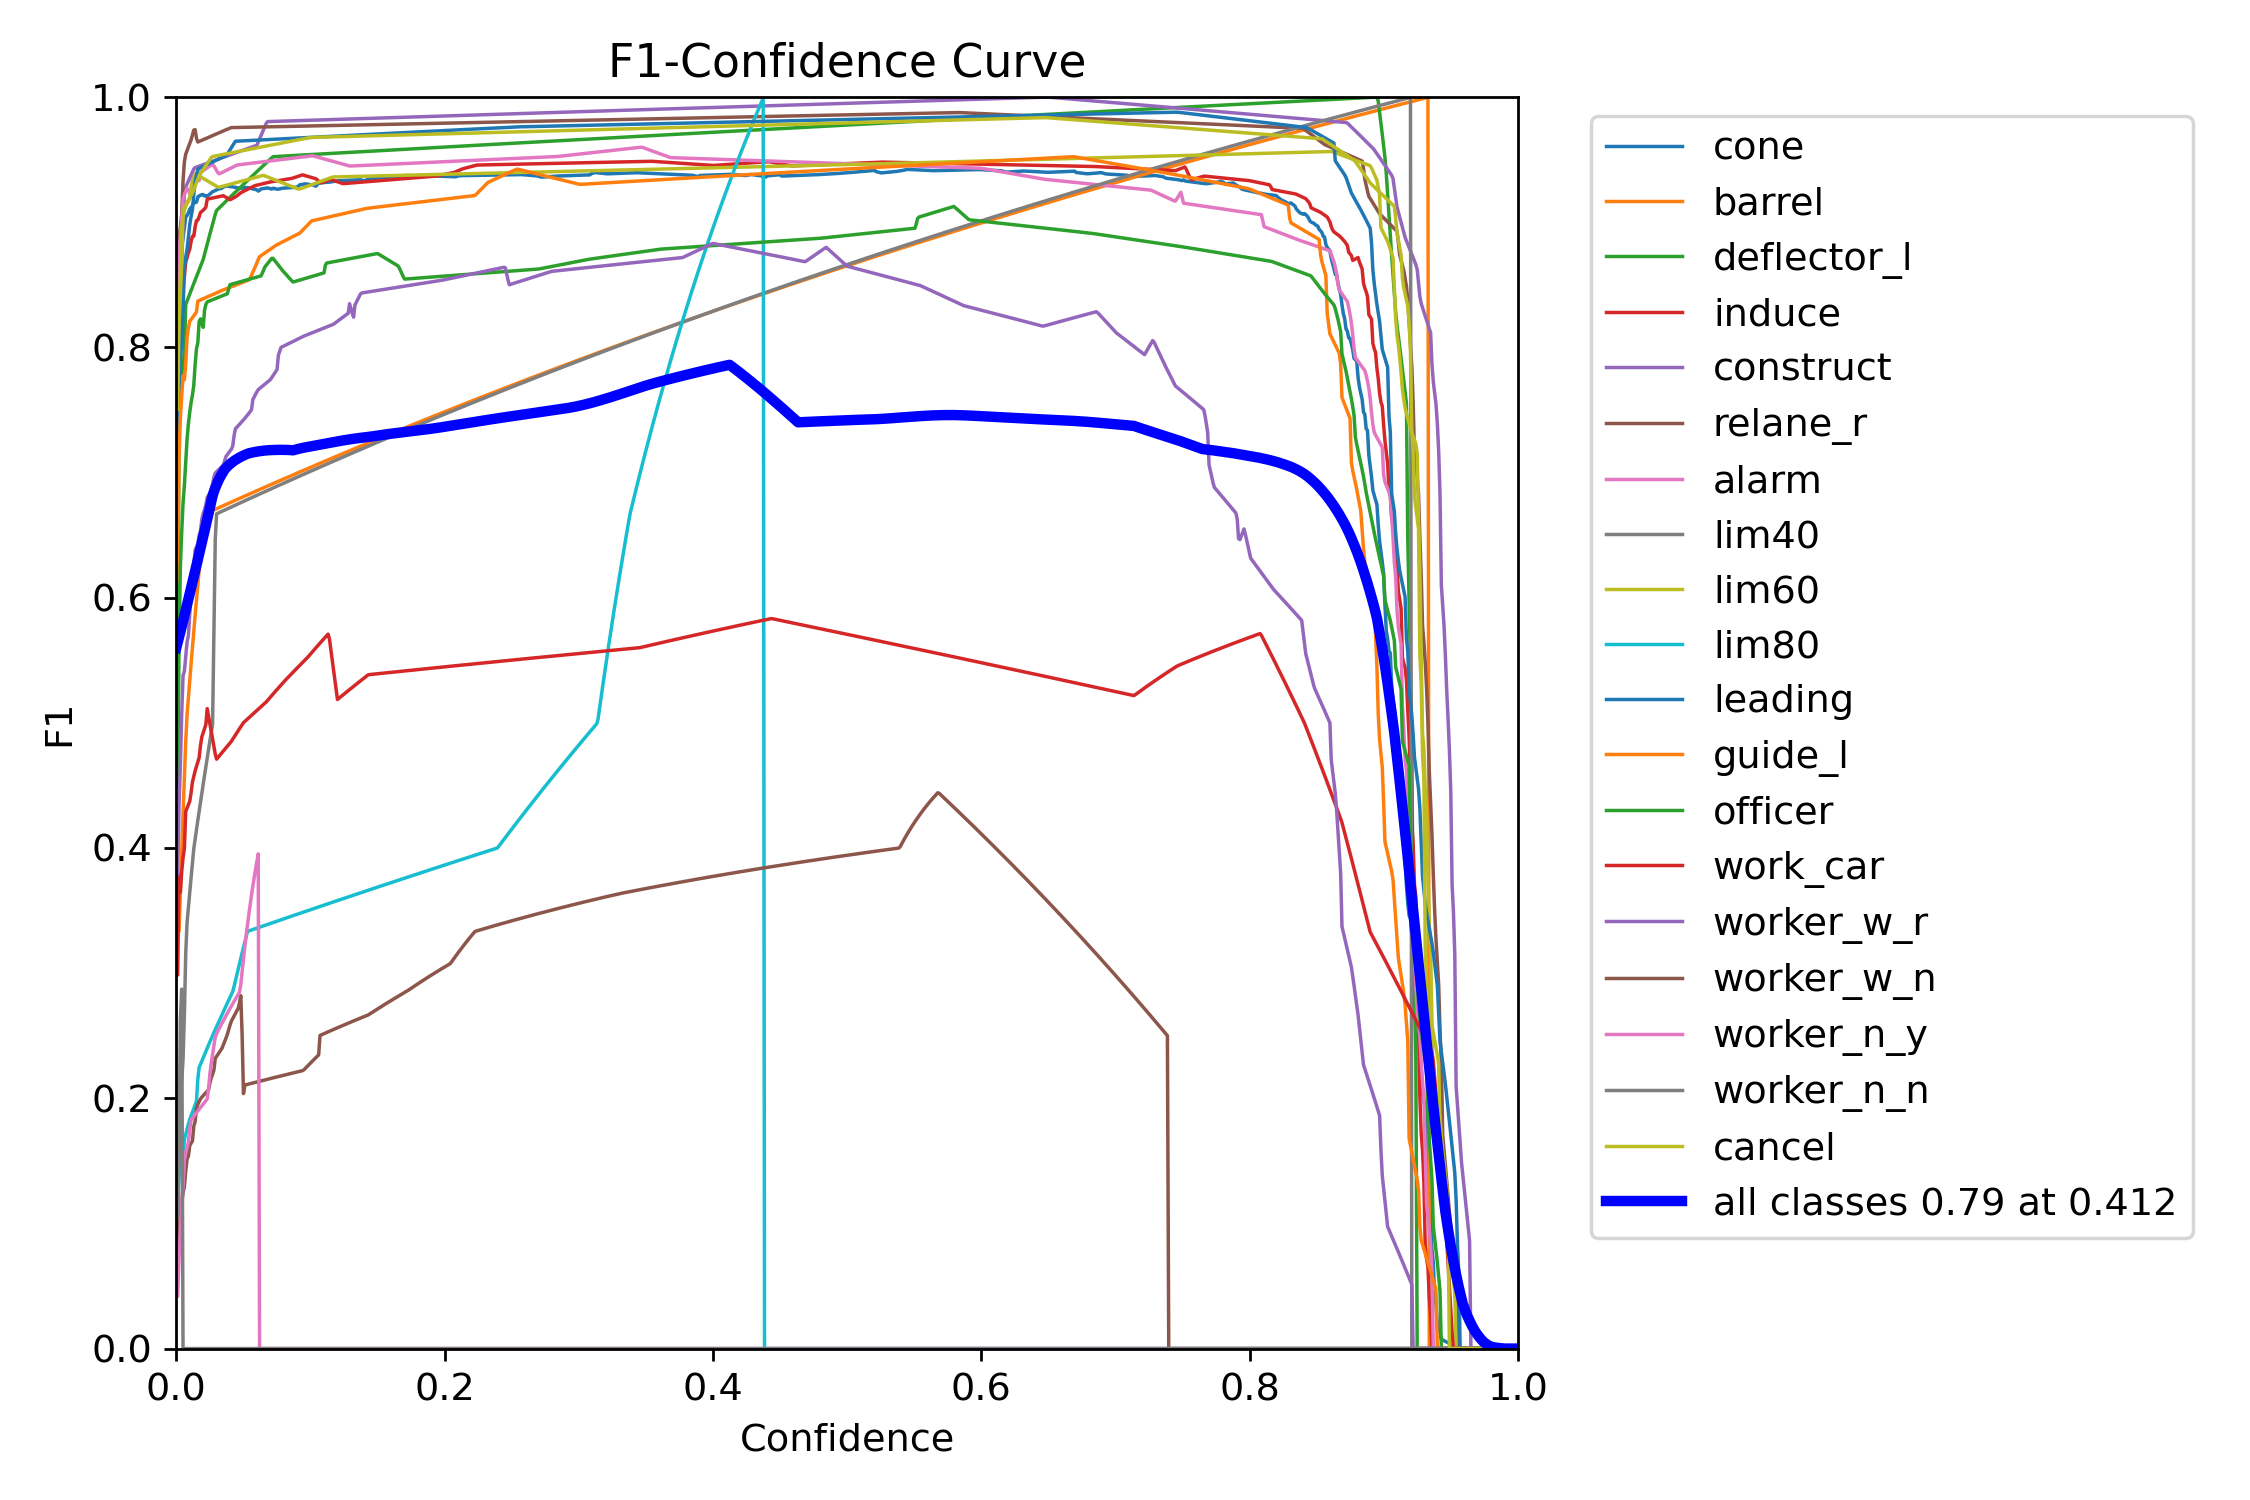 F1-Confidence Curve
1.0
0.8
0.6
0.4
0.2
0.0
F1
0.0 0.2 0.4 0.6 0.8 1.0
Confidence
cone
barrel
deflector_l
induce
construct
relane_r
alarm
lim40
lim60
lim80
leading
guide_l
officer
work_car
worker_w_r
worker_w_n
worker_n_y
worker_n_n
cancel
all classes 0.79 at 0.412